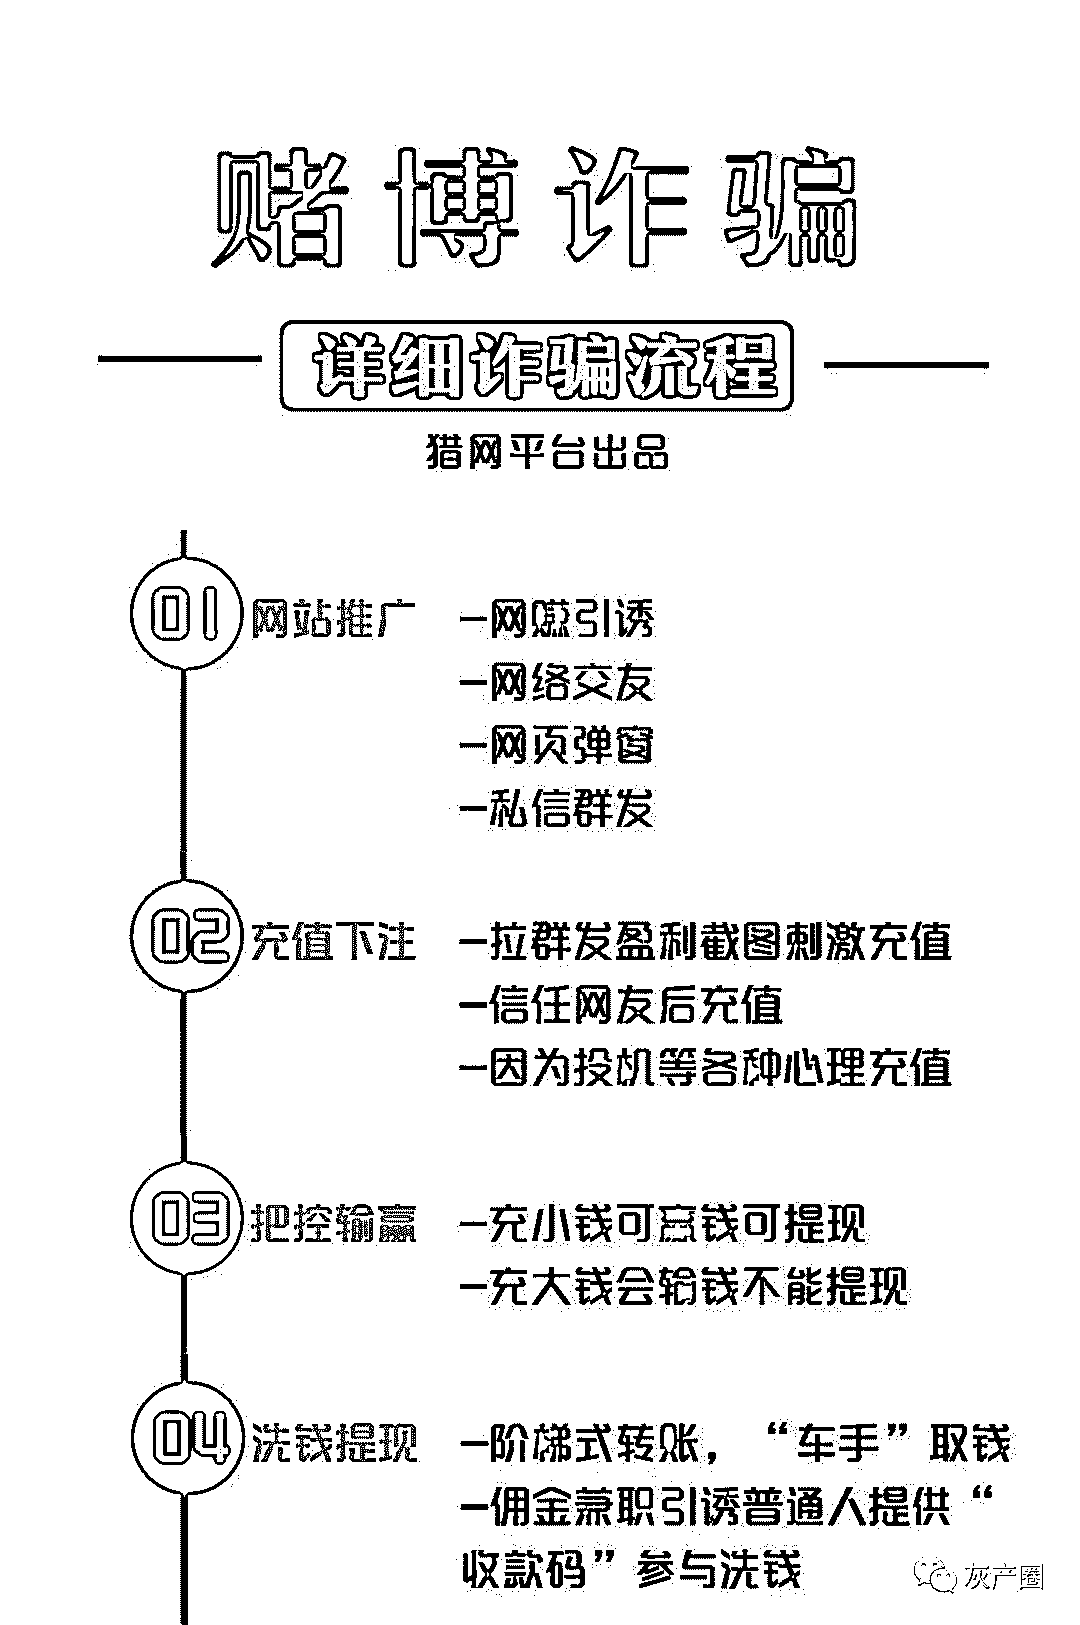 赌博诈骗
详细诈骗流程
猎网平台出品
01 网站推广 —网赚引诱
—网络交友
—网页弹窗
—私信群发
02 充值下注 —拉群发盈利截图刺激充值
—信任网友后充值
—因为投机等各种心理充值
03 把控输赢 —充小钱可赢钱可提现
—充大钱会输钱不能提现
04 洗钱提现 —阶梯式转账，“车手”取钱
—佣金兼职引诱普通人提供“
收款码”参与洗钱
灰产圈